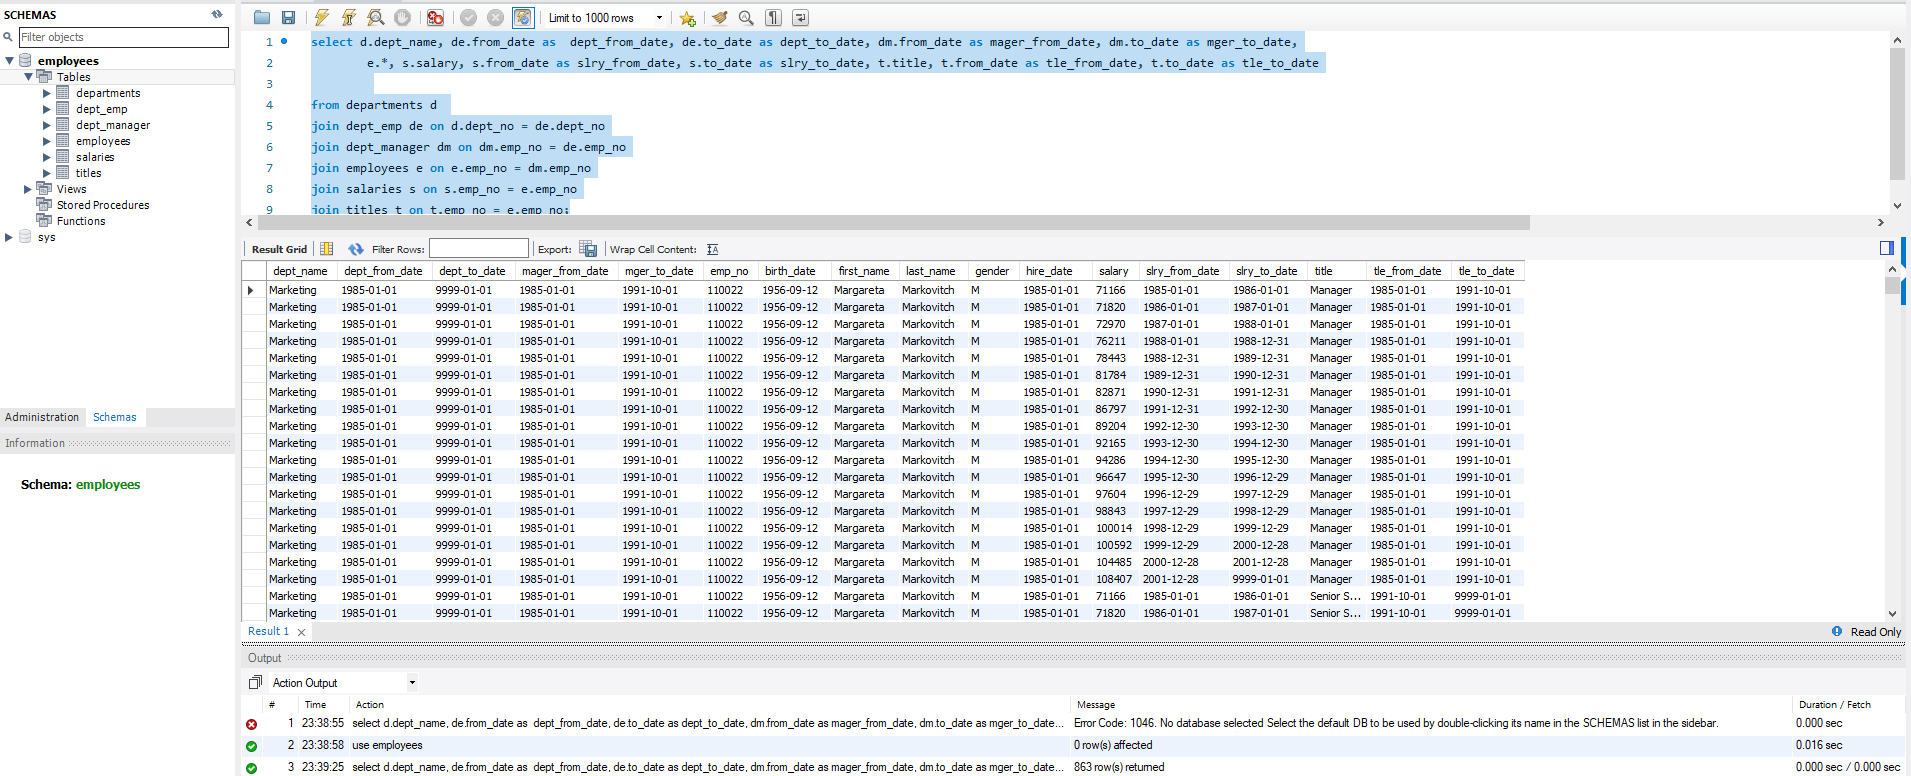 SCHEMAS
Filter objects
employees
Tables
departments
dept_emp
dept_manager
employees
salaries
titles
Views
Stored Procedures
Functions
sys
Administration Schemas
Information
Schema: employees
Limit to 1000 rows
1 select d.dept_name, de.from_date as  dept_from_date, de.to_date as dept_to_date, dm.from_date as mager_from_date, dm.to_date as mger_to_date,
2 e.*, s.salary, s.from_date as slry_from_date, s.to_date as slry_to_date, t.title, t.from_date as tle_from_date, t.to_date as tle_to_date
3
4 from departments d
5 join dept_emp de on d.dept_no = de.dept_no
6 join dept_manager dm on dm.emp_no = de.emp_no
7 join employees e on e.emp_no = dm.emp_no
8 join salaries s on s.emp_no = e.emp_no
9 join titles t on t.emp_no = e.emp_no;
Result Grid Filter Rows: Export: Wrap Cell Content: IA
dept_name dept_from_date dept_to_date mager_from_date mger_to_date emp_no birth_date first_name last_name gender hire_date salary slry_from_date slry_to_date title tle_from_date tle_to_date
Marketing 1985-01-01 9999-01-01 1985-01-01 1991-10-01 110022 1956-09-12 Margareta Markovitch M 1985-01-01 71166 1985-01-01 1986-01-01 Manager 1985-01-01 1991-10-01
Marketing 1985-01-01 9999-01-01 1985-01-01 1991-10-01 110022 1956-09-12 Margareta Markovitch M 1985-01-01 71820 1986-01-01 1987-01-01 Manager 1985-01-01 1991-10-01
Marketing 1985-01-01 9999-01-01 1985-01-01 1991-10-01 110022 1956-09-12 Margareta Markovitch M 1985-01-01 72970 1987-01-01 1988-01-01 Manager 1985-01-01 1991-10-01
Marketing 1985-01-01 9999-01-01 1985-01-01 1991-10-01 110022 1956-09-12 Margareta Markovitch M 1985-01-01 76211 1988-01-01 1988-12-31 Manager 1985-01-01 1991-10-01
Marketing 1985-01-01 9999-01-01 1985-01-01 1991-10-01 110022 1956-09-12 Margareta Markovitch M 1985-01-01 78443 1988-12-31 1989-12-31 Manager 1985-01-01 1991-10-01
Marketing 1985-01-01 9999-01-01 1985-01-01 1991-10-01 110022 1956-09-12 Margareta Markovitch M 1985-01-01 81784 1989-12-31 1990-12-31 Manager 1985-01-01 1991-10-01
Marketing 1985-01-01 9999-01-01 1985-01-01 1991-10-01 110022 1956-09-12 Margareta Markovitch M 1985-01-01 82871 1990-12-31 1991-12-31 Manager 1985-01-01 1991-10-01
Marketing 1985-01-01 9999-01-01 1985-01-01 1991-10-01 110022 1956-09-12 Margareta Markovitch M 1985-01-01 86797 1991-12-31 1992-12-30 Manager 1985-01-01 1991-10-01
Marketing 1985-01-01 9999-01-01 1985-01-01 1991-10-01 110022 1956-09-12 Margareta Markovitch M 1985-01-01 89204 1992-12-30 1993-12-30 Manager 1985-01-01 1991-10-01
Marketing 1985-01-01 9999-01-01 1985-01-01 1991-10-01 110022 1956-09-12 Margareta Markovitch M 1985-01-01 92165 1993-12-30 1994-12-30 Manager 1985-01-01 1991-10-01
Marketing 1985-01-01 9999-01-01 1985-01-01 1991-10-01 110022 1956-09-12 Margareta Markovitch M 1985-01-01 94286 1994-12-30 1995-12-30 Manager 1985-01-01 1991-10-01
Marketing 1985-01-01 9999-01-01 1985-01-01 1991-10-01 110022 1956-09-12 Margareta Markovitch M 1985-01-01 96647 1995-12-30 1996-12-29 Manager 1985-01-01 1991-10-01
Marketing 1985-01-01 9999-01-01 1985-01-01 1991-10-01 110022 1956-09-12 Margareta Markovitch M 1985-01-01 97604 1996-12-29 1997-12-29 Manager 1985-01-01 1991-10-01
Marketing 1985-01-01 9999-01-01 1985-01-01 1991-10-01 110022 1956-09-12 Margareta Markovitch M 1985-01-01 98843 1997-12-29 1998-12-29 Manager 1985-01-01 1991-10-01
Marketing 1985-01-01 9999-01-01 1985-01-01 1991-10-01 110022 1956-09-12 Margareta Markovitch M 1985-01-01 100014 1998-12-29 1999-12-29 Manager 1985-01-01 1991-10-01
Marketing 1985-01-01 9999-01-01 1985-01-01 1991-10-01 110022 1956-09-12 Margareta Markovitch M 1985-01-01 100592 1999-12-29 2000-12-28 Manager 1985-01-01 1991-10-01
Marketing 1985-01-01 9999-01-01 1985-01-01 1991-10-01 110022 1956-09-12 Margareta Markovitch M 1985-01-01 104485 2000-12-28 2001-12-28 Manager 1985-01-01 1991-10-01
Marketing 1985-01-01 9999-01-01 1985-01-01 1991-10-01 110022 1956-09-12 Margareta Markovitch M 1985-01-01 108407 2001-12-28 9999-01-01 Manager 1985-01-01 1991-10-01
Marketing 1985-01-01 9999-01-01 1985-01-01 1991-10-01 110022 1956-09-12 Margareta Markovitch M 1985-01-01 71166 1985-01-01 1986-01-01 Senior S... 1991-10-01 9999-01-01
Marketing 1985-01-01 9999-01-01 1985-01-01 1991-10-01 110022 1956-09-12 Margareta Markovitch M 1985-01-01 71820 1986-01-01 1987-01-01 Senior S... 1991-10-01 9999-01-01
Result 1 Read Only
Output
Action Output
# Time Action Message Duration / Fetch
1 23:38:55 select d.dept_name, de.from_date as  dept_from_date, de.to_date as dept_to_date, dm.from_date as mager_from_date, dm.to_date as mger_to_date... Error Code: 1046. No database selected Select the default DB to be used by double-clicking its name in the SCHEMAS list in the sidebar. 0.000 sec
2 23:38:58 use employees 0 row(s) affected 0.016 sec
3 23:39:25 select d.dept_name, de.from_date as  dept_from_date, de.to_date as dept_to_date, dm.from_date as mager_from_date, dm.to_date as mger_to_date... 863 row(s) returned 0.000 sec / 0.000 sec